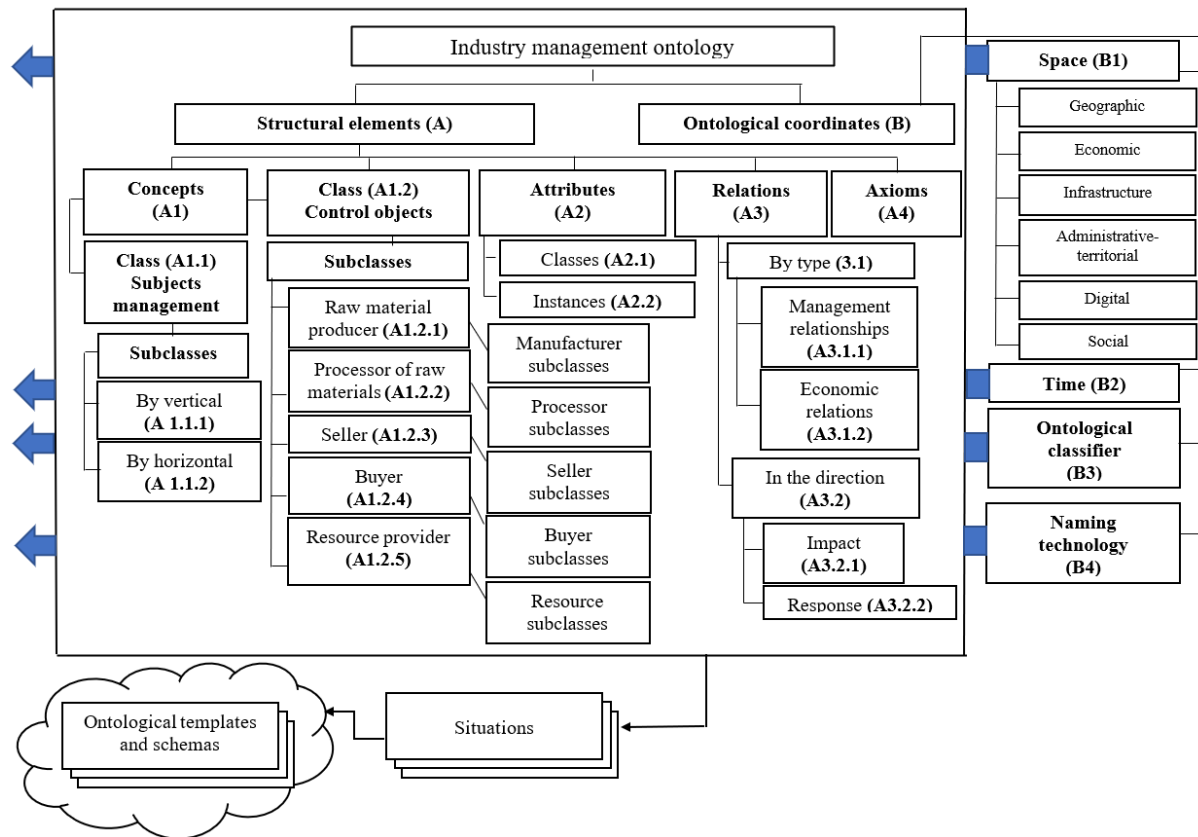 Industry management ontology
Structural elements (A)
Ontological coordinates (B)
Concepts
(A1)
Class (A1.2)
Control objects
Attributes
(A2)
Relations
(A3)
Axioms
(A4)
Class (A1.1)
Subjects
management
Subclasses
By vertical
(A 1.1.1)
By horizontal
(A 1.1.2)
Subclasses
Raw material
producer (A1.2.1)
Processor of raw
materials (A1.2.2)
Seller (A1.2.3)
Buyer
(A1.2.4)
Resource provider
(A1.2.5)
Classes (A2.1)
Instances (A2.2)
Manufacturer
subclasses
Processor
subclasses
Seller
subclasses
Buyer
subclasses
Resource
subclasses
By type (3.1)
Management
relationships
(A3.1.1)
Economic
relations
(A3.1.2)
In the direction
(A3.2)
Impact
(A3.2.1)
Response (A3.2.2)
Space (B1)
Geographic
Economic
Infrastructure
Administrative-
territorial
Digital
Social
Time (B2)
Ontological
classifier
(B3)
Naming
technology
(B4)
Ontological templates
and schemas
Situations